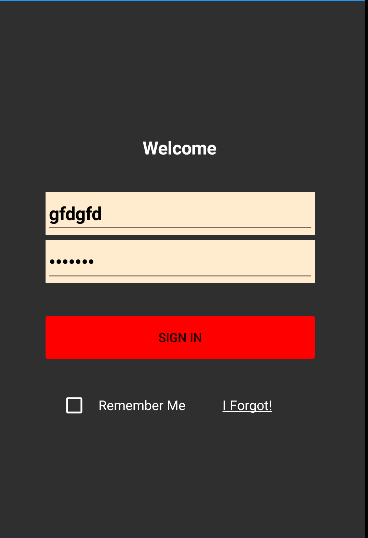 Welcome
gfdgfd
•••••••
SIGN IN
Remember Me I Forgot!